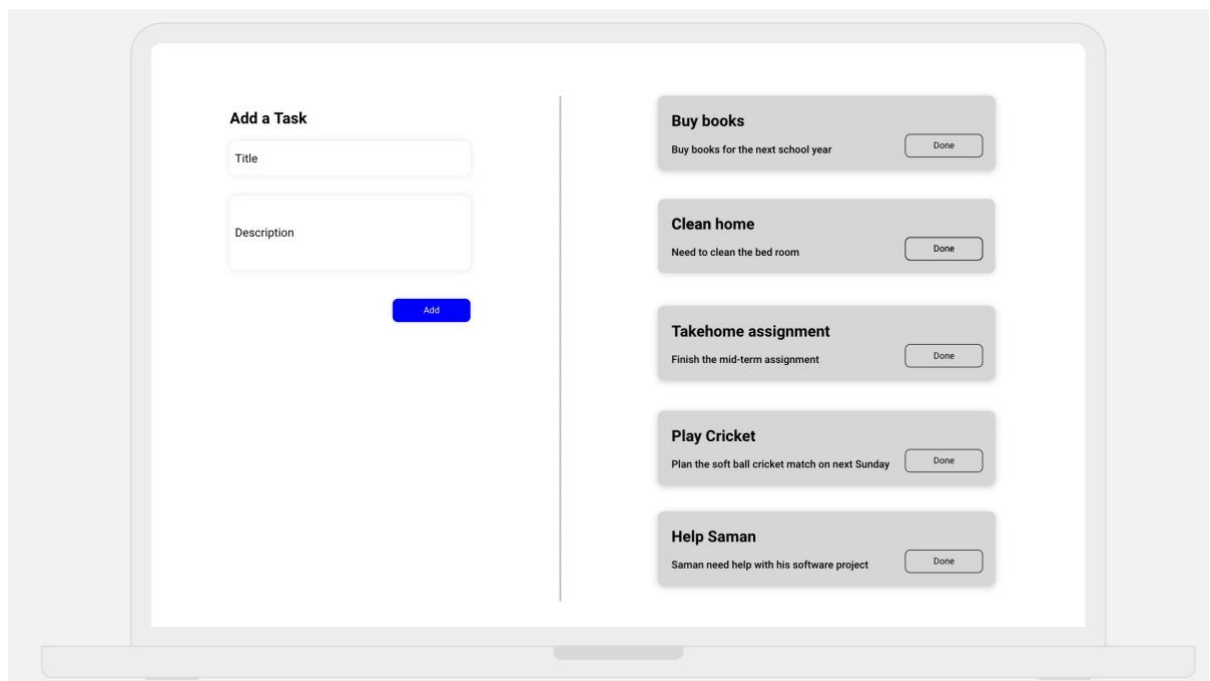 Add a Task
Title
Description
Add
Buy books
Buy books for the next school year
Done
Clean home
Need to clean the bed room
Done
Takehome assignment
Finish the mid-term assignment
Done
Play Cricket
Plan the soft ball cricket match on next Sunday
Done
Help Saman
Saman need help with his software project
Done